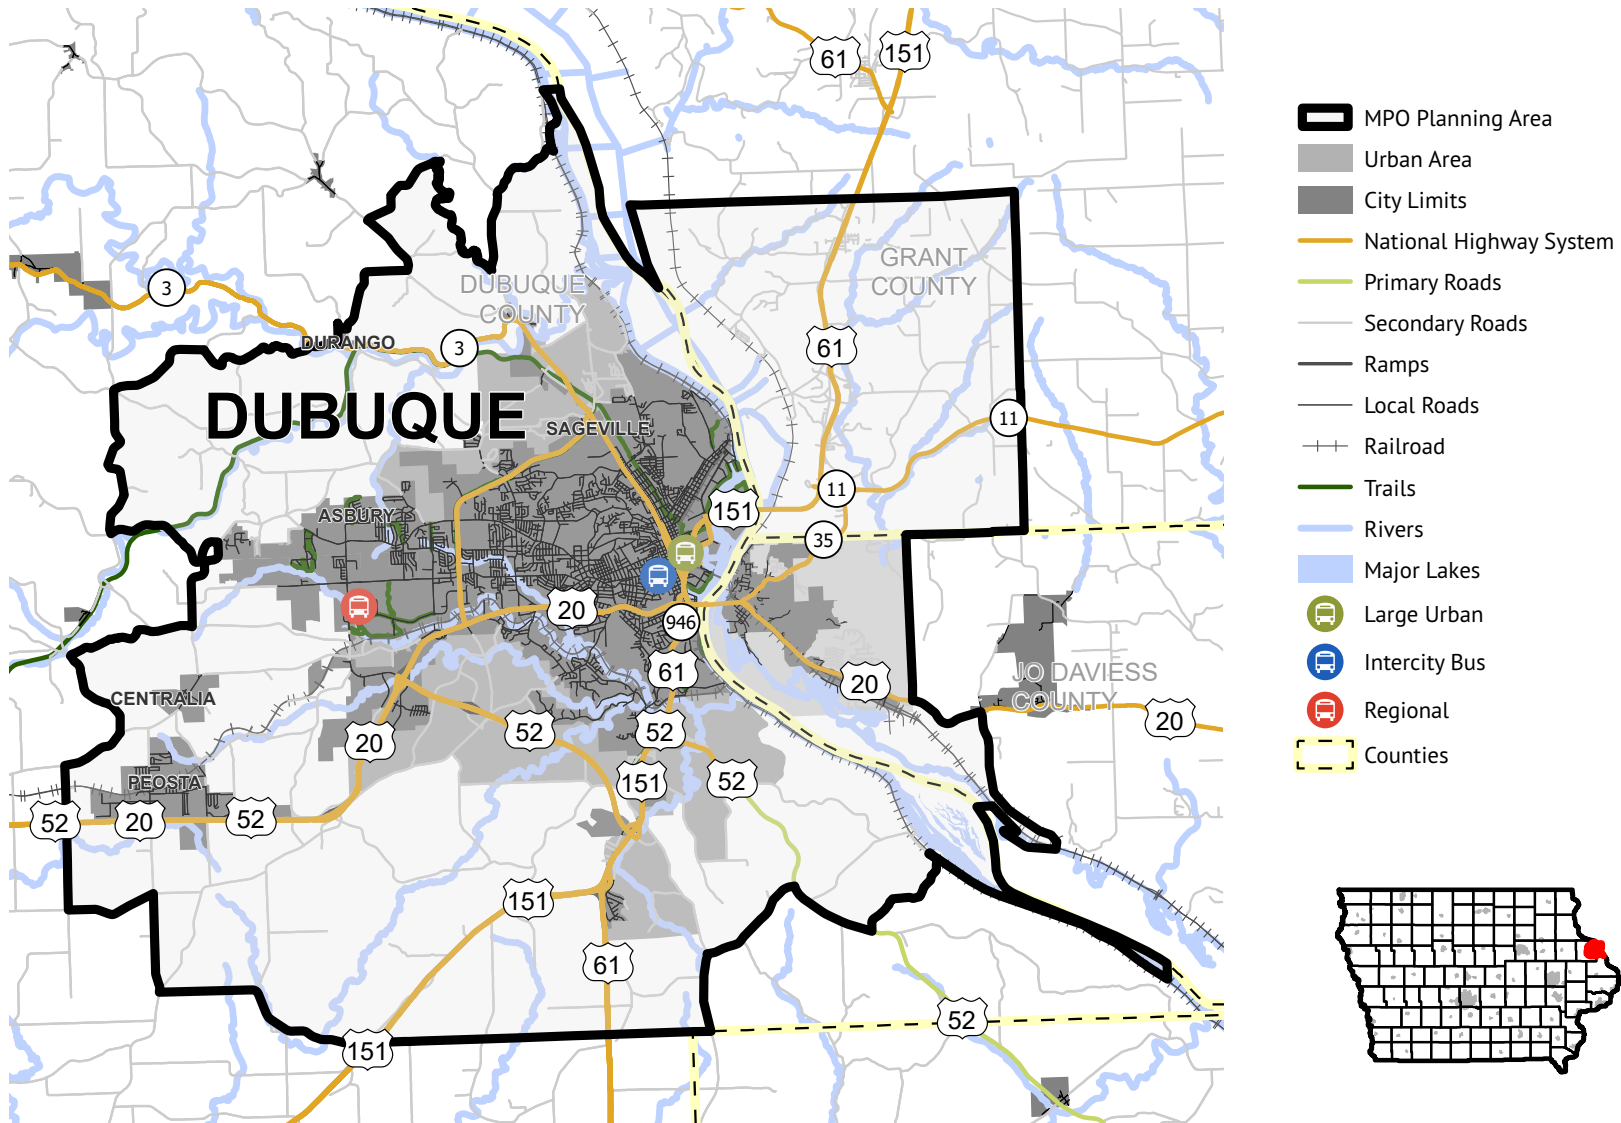 61
151
3
GRANT
COUNTY
DUBUQUE
COUNTY
DURANGO
3
61
DUBUQUE
SAGEVILLE
11
11
151
ASBURY
35
20
946
61
20
JO DAVIESS
COUNTY
CENTRALIA
20
52
52
20
151
52
PEOSTA
52
20
52
151
61
52
151
MPO Planning Area
Urban Area
City Limits
National Highway System
Primary Roads
Secondary Roads
Ramps
Local Roads
Railroad
Trails
Rivers
Major Lakes
Large Urban
Intercity Bus
Regional
Counties